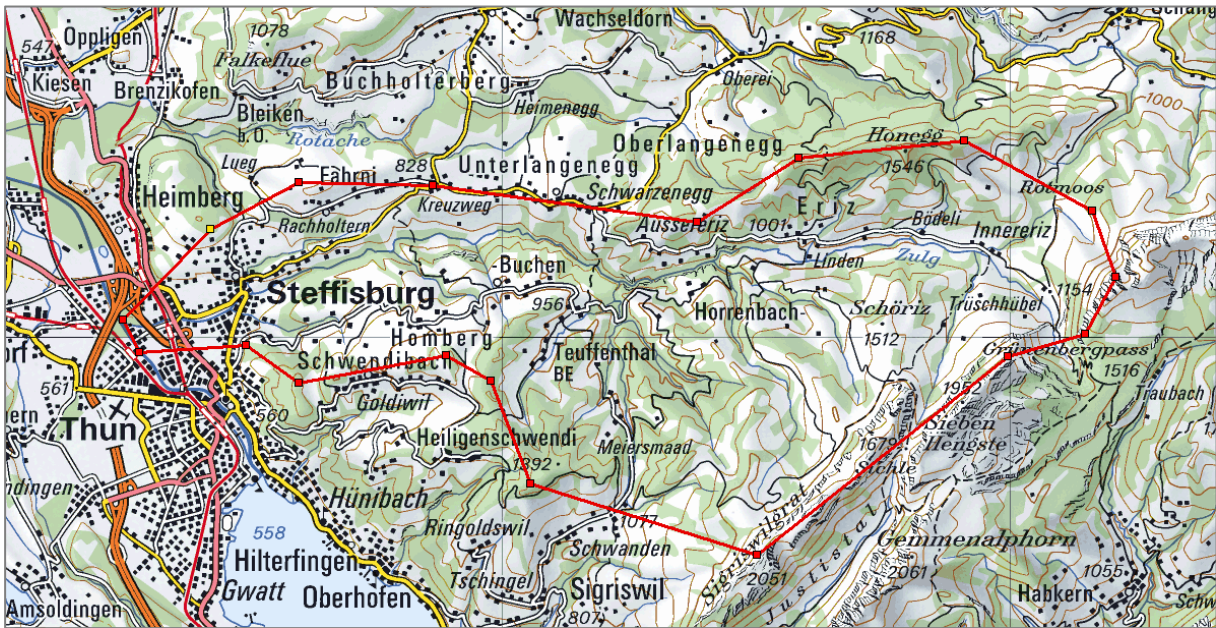 Wachseldorn
547
Oppligen
1078
Falkeflue
1168
Kiesen
Brenzikofen
Buchholterberg
Oberei
Bleiken
b.O.
Heimenegg
1000
Rotache
Honegg
Oberlangenegg
Lueg
828
Unterlangenegg
1546
Fahrni
Heimberg
Schwarzenegg
Rotmoos
Kreuzweg
Eriz
Rachholtern
Aussereriz
1001
Bödeli
Innereriz
Buchen
Linden
Zulg
Steffisburg
956
Horrenbach-
Schöriz
Trüschhübel
1154
Homberg
Teuffenthal
BE
1512
Grünenbergpass
Schwendibach
1516
561
Goldiwil
195
Traubach
560
Thun
Heiligenschwendi
Sieben
Hengste
Meiersmaad
1679
Sichle
1392
Hünibach
Ringoldswil
Sigriswilgrat
558
1077
Schwanden
Justistal
Gemmenalphorn
Hilterfingen
Tschingel
2051
2061
1055
Gwatt
Oberhofen
Sigriswil
Habkern
Amsoldingen
807